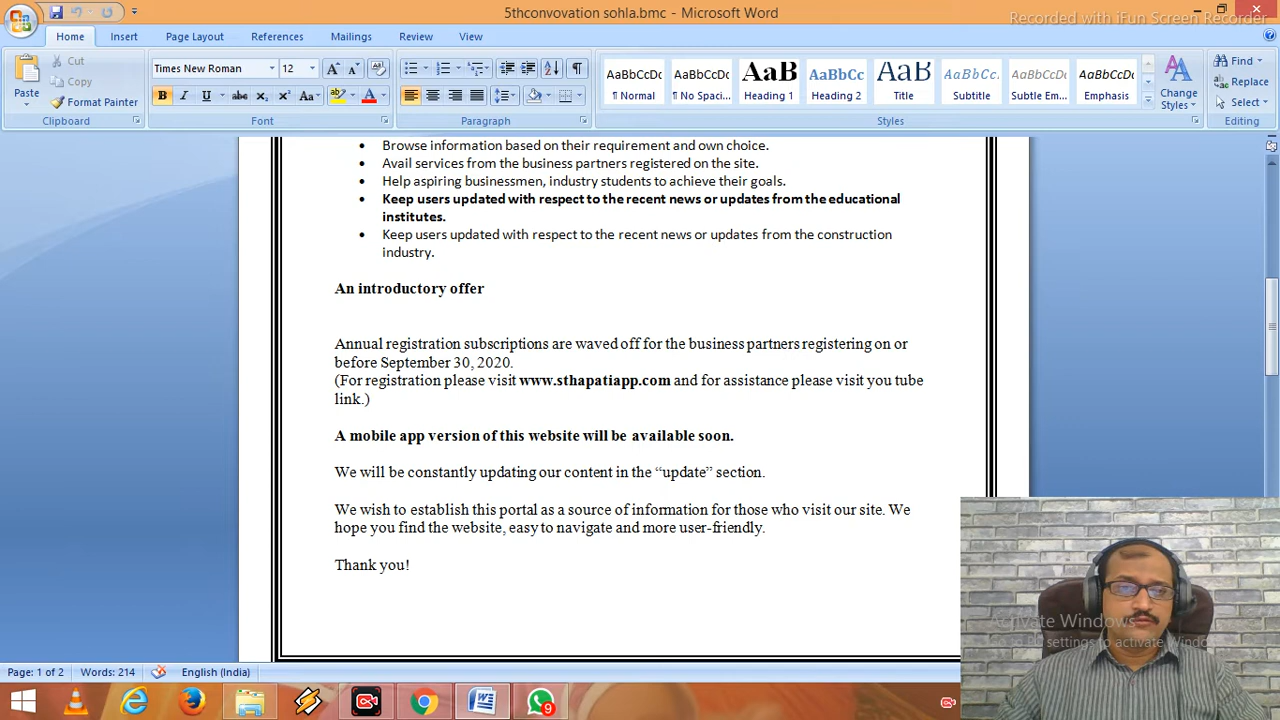 5thconvovation sohla.bmc - Microsoft Word
Recorded with iFun Screen Recorder
Home Insert Page Layout References Mailings Review View
Paste
Cut
Copy
Format Painter
Clipboard
Times New Roman 12
Font
Paragraph
AaBbCcDc AaBbCcDc AaB AaBbCc AaB AaBbCc. AaBbCcDc AaBbCcDc
¶ Normal ¶ No Spaci... Heading 1 Heading 2 Title Subtitle Subtle Em... Emphasis
Change Styles
Styles
Find
Replace
Select
Editing
• Browse information based on their requirement and own choice.
• Avail services from the business partners registered on the site.
• Help aspiring businessmen, industry students to achieve their goals.
• Keep users updated with respect to the recent news or updates from the educational
institutes.
• Keep users updated with respect to the recent news or updates from the construction
industry.
An introductory offer
Annual registration subscriptions are waved off for the business partners registering on or
before September 30, 2020.
(For registration please visit www.sthapatiapp.com and for assistance please visit you tube
link.)
A mobile app version of this website will be available soon.
We will be constantly updating our content in the “update” section.
We wish to establish this portal as a source of information for those who visit our site. We
hope you find the website, easy to navigate and more user-friendly.
Thank you!
Activate Windows
PC settings to activate Windo
Page: 1 of 2 Words: 214 English (India)
9